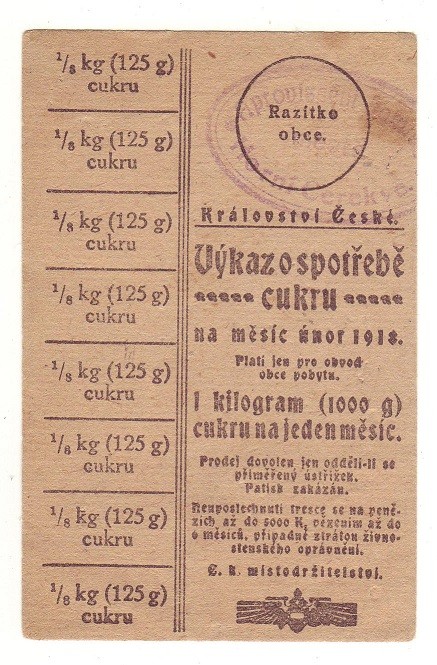 1/8 kg (125 g)
cukru
1/8 kg (125 g)
cukru
1/8 kg (125 g)
cukru
1/8 kg (125 g)
cukru
1/8 kg (125 g)
cukru
1/8 kg (125 g)
cukru
1/8 kg (125 g)
cukru
1/8 kg (125 g)
cukru
Razítko
obce.
Království České.
Výkaz o spotřebě
cukru
na měsíc únor 1918.
Platí jen pro obvod
obce pobytu.
1 kilogram (1000 g)
cukru na jeden měsíc.
Prodej dovolen jen oddělí-li se
přiměřený ústřižek.
Patisk zakázán.
Neuposlechnutí tresce se na peně-
zích až do 5000 K, vězením až do
6 měsíců, případně ztrátou živno-
stenského oprávnění.
C. k. místodržitelství.